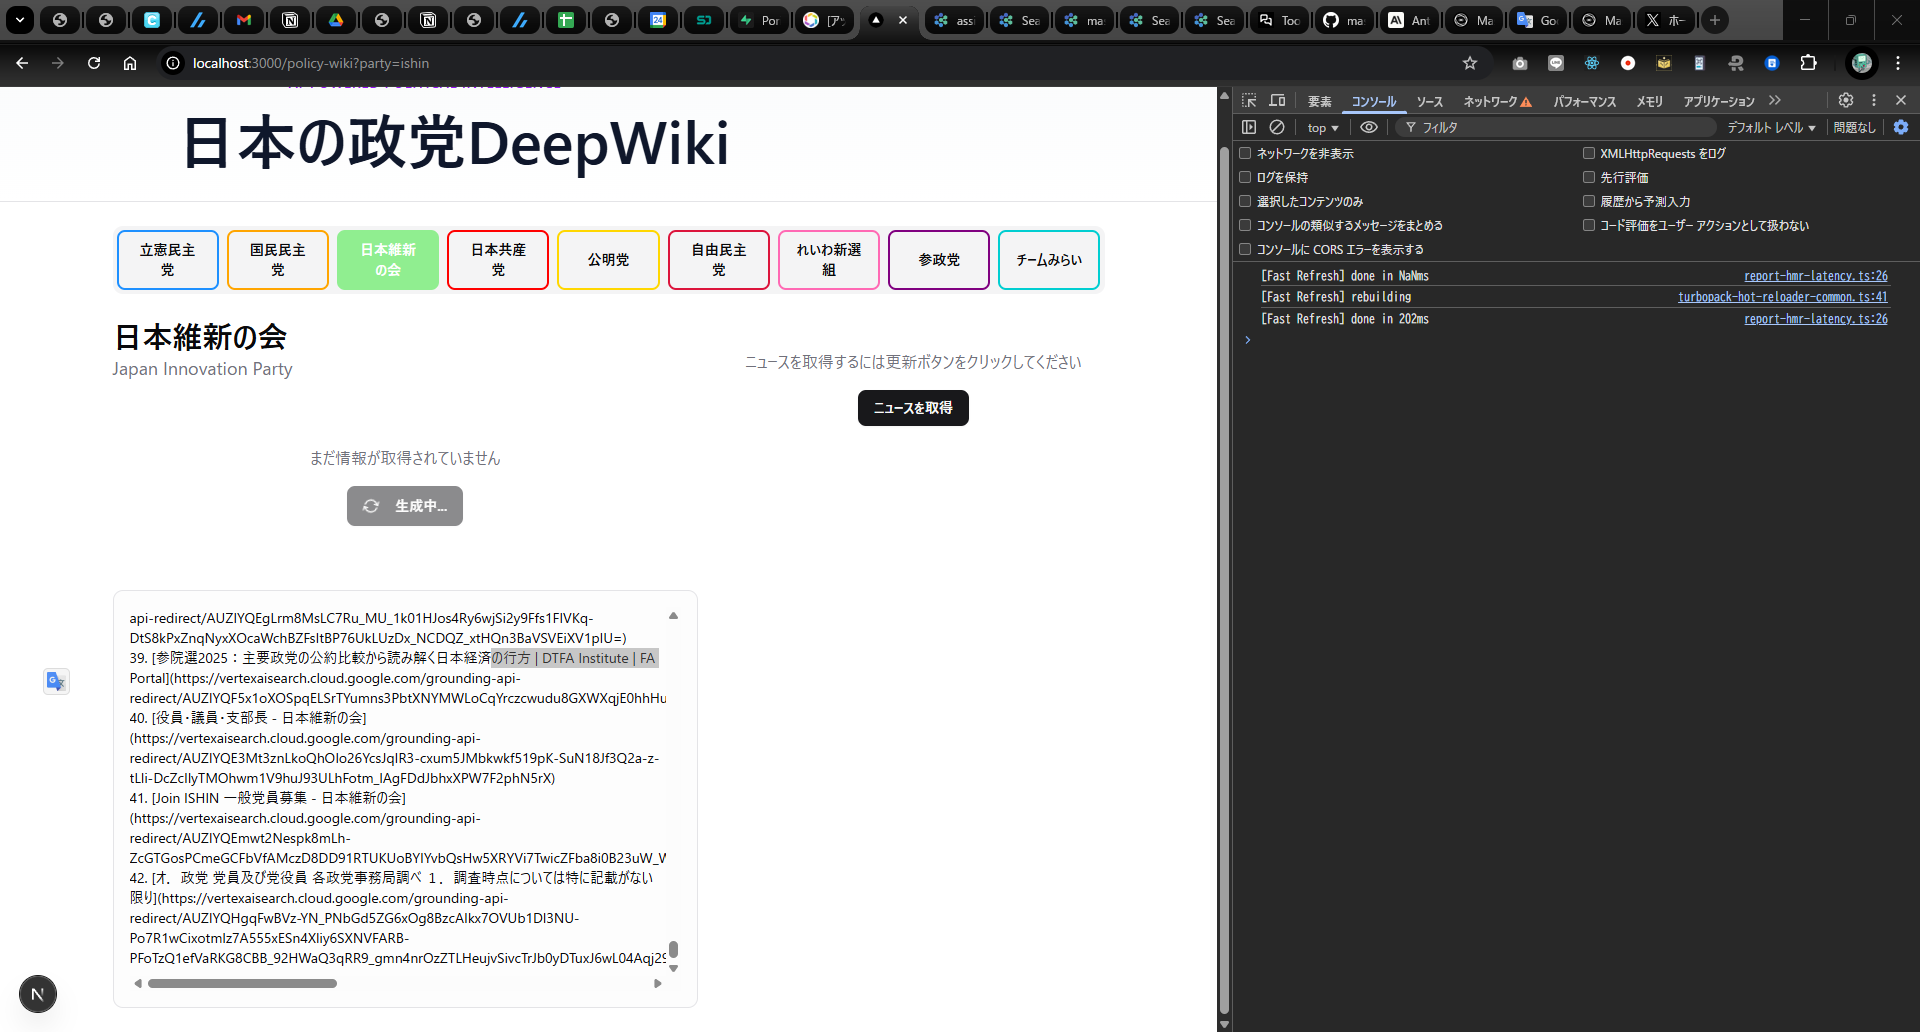 Por
[ア
assi
Sea
ma
Sea
Sea
Too
ma
Ant
Ma
Go
Ma
ホー
localhost:3000/policy-wiki?party=ishin
日本の政党DeepWiki
立憲民主党
国民民主党
日本維新の会
日本共産党
公明党
自由民主党
れいわ新選組
参政党
チームみらい
日本維新の会
Japan Innovation Party
ニュースを取得するには更新ボタンをクリックしてください
ニュースを取得
まだ情報が取得されていません
生成中...
api-redirect/AUZIYQEgLrm8MsLC7Ru_MU_1k01HJos4Ry6wjSi2y9Ffs1FIVKq-
DtS8kPxZnqNyxXOcaWchBZFsltBP76UkLUzDx_NCDQZ_xtHQn3BaVSVEiXV1pIU=)
39. [参院選2025：主要政党の公約比較から読み解く日本経済の行方 | DTFA Institute | FA
Portal](https://vertexaisearch.cloud.google.com/grounding-api-
redirect/AUZIYQF5x1oXOSpqELSrTYumns3PbtXNYMWLoCqYrczcwudu8GXWXqjE0hhHu
40. [役員・議員・支部長 - 日本維新の会]
(https://vertexaisearch.cloud.google.com/grounding-api-
redirect/AUZIYQE3Mt3znLkoQhOlo26YcsJqlR3-cxum5JMbkwkf519pK-SuN18Jf3Q2a-z-
tLli-DcZcllyTMOhwm1V9huJ93ULhFotm_IAgFDdJbhxXPW7F2phN5rX)
41. [Join ISHIN 一般党員募集 - 日本維新の会]
(https://vertexaisearch.cloud.google.com/grounding-api-
redirect/AUZIYQEmwt2Nespk8mLh-
ZcGTGosPCmeGCFbVfAMczD8DD91RTUKUoBYlYvbQsHw5XRYVi7TwicZFba8i0B23uW_W
42. [オ．政党 党員及び党役員 各政党事務局調べ １．調査時点については特に記載がない
限り](https://vertexaisearch.cloud.google.com/grounding-api-
redirect/AUZIYQHgqFwBVz-YN_PNbGd5ZG6xOg8BzcAIkx7OVUb1DI3NU-
Po7R1wCixotmlz7A555xESn4Xliy6SXNVFARB-
PFoTzQ1efVaRKG8CBB_92HWaQ3qRR9_gmn4nrOzZTLHeujvSivcTrJb0yDTuxJ6wL04Aqj29
N
要素
コンソール
ソース
ネットワーク
パフォーマンス
メモリ
アプリケーション
top
フィルタ
デフォルト レベル
問題なし
ネットワークを非表示
XMLHttpRequests をログ
ログを保持
先行評価
選択したコンテンツのみ
履歴から予測入力
コンソールの類似するメッセージをまとめる
コード評価をユーザー アクションとして扱わない
コンソールに CORS エラーを表示する
[Fast Refresh] done in NaNms
report-hmr-latency.ts:26
[Fast Refresh] rebuilding
turbopack-hot-reloader-common.ts:41
[Fast Refresh] done in 202ms
report-hmr-latency.ts:26